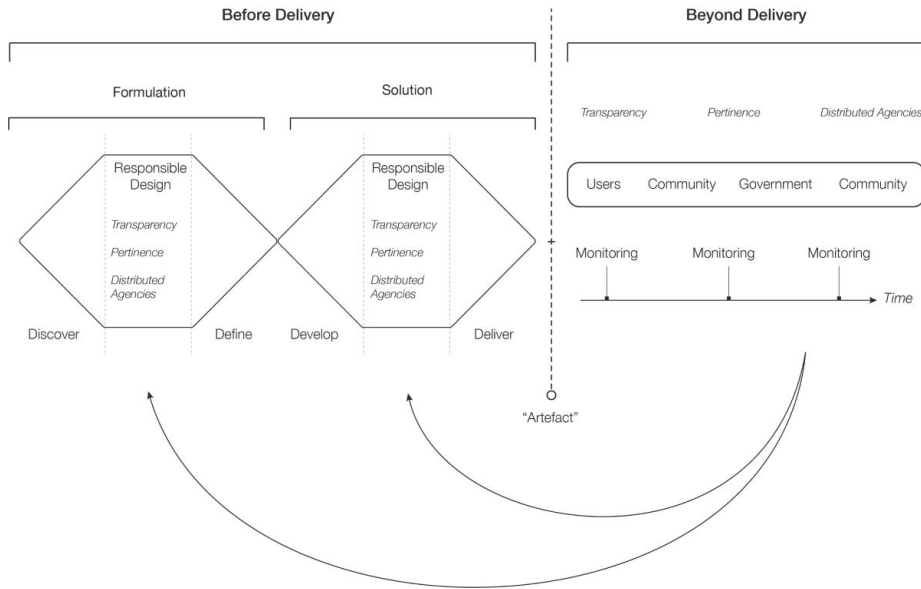 Before Delivery
Beyond Delivery
Formulation
Solution
Transparency
Pertinence
Distributed Agencies
Responsible
Design
Transparency
Pertinence
Distributed
Agencies
Responsible
Design
Transparency
Pertinence
Distributed
Agencies
Users
Community
Government
Community
Monitoring
Monitoring
Monitoring
Time
Discover
Define
Develop
Deliver
“Artefact”